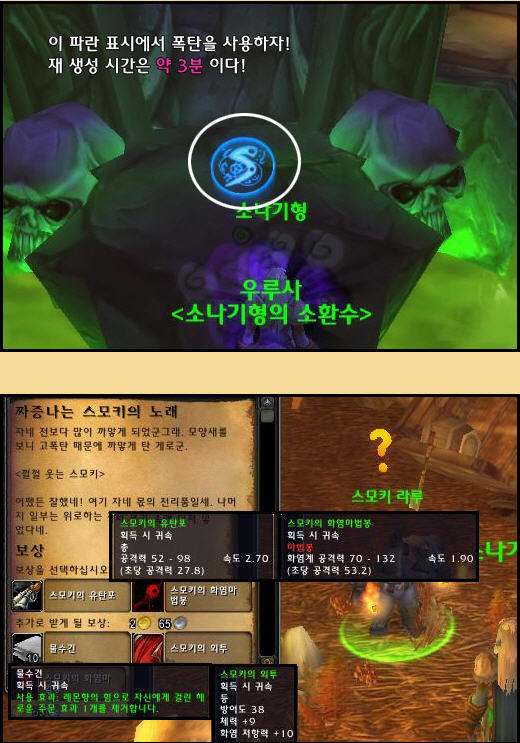 이 파란 표시에서 폭탄을 사용하자!
재 생성 시간은 약 3분 이다!
소나기형
우루사
<소나기형의 소환수>
짜증나는 스모키의 노래
자네 전보다 많이 까맣게 되었군그래. 모양새를
보니 고폭탄 때문에 까맣게 탄 게로군.
<껄껄 웃는 스모키>
어쨌든 잘했네! 여기 자네 몫의 전리품일세. 나머
지 일부는 위로하는
었다네.
보상
보상을 선택하십시오
스모키의 유탄포
스모키의 화염마
법봉
추가로 받게 될 보상: 2 65
물수건
10
스모키의 외투
스모키 라루
소나기
스모키의 유탄포
획득 시 귀속
총
공격력 52 - 98 속도 2.70
(초당 공격력 27.8)
스모키의 화염마법봉
획득 시 귀속
마법봉
화염계 공격력 70 - 132 속도 1.90
(초당 공격력 53.2)
물수건
획득 시 귀속
사용 효과: 레몬향의 힘으로 자신에게 걸린 해
로운 주문 효과 1개를 제거합니다.
스모키의 외투
획득 시 귀속
등
방어도 38
체력 +9
화염 저항력 +10